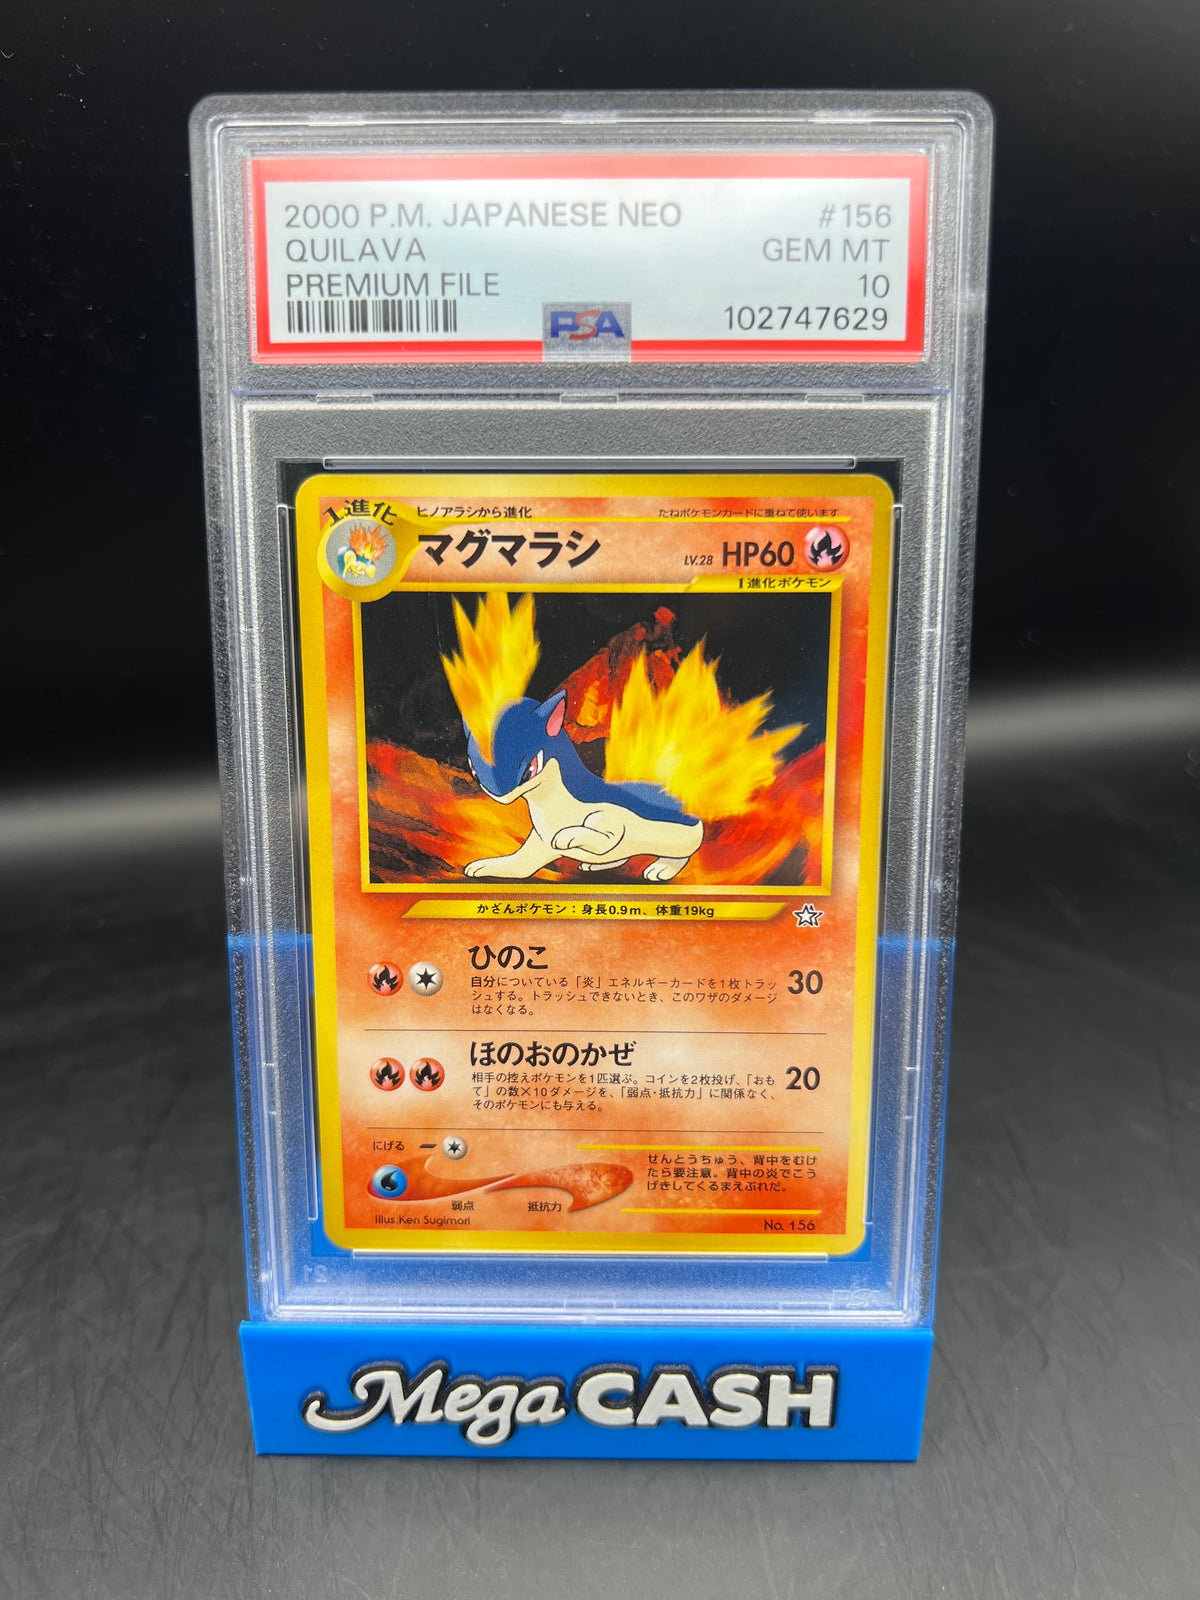 2000 P.M. JAPANESE NEO #156
QUILAVA GEM MT
PREMIUM FILE 10
PSA 102747629
1進化
ヒノアラシから進化 たねポケモンカードに重ねて使います
マグマラシ LV.28 HP60
1進化ポケモン
かざんポケモン:身長0.9m、体重19kg
ひのこ
自分についている「炎」エネルギーカードを1枚トラッ
シュする。トラッシュできないとき、このワザのダメージ
はなくなる。
30
ほのおのかぜ
相手の控えポケモンを1匹選ぶ。コインを2枚投げ、「おも
て」の数×10ダメージを、「弱点・抵抗力」に関係なく、
そのポケモンにも与える。
20
にげる
弱点 抵抗力
せんとうちゅう、背中をむけ
たら要注意。背中の炎でこう
げきしてくるまえぶれだ。
Illus.Ken Sugimori No. 156
PSA
Mega CASH